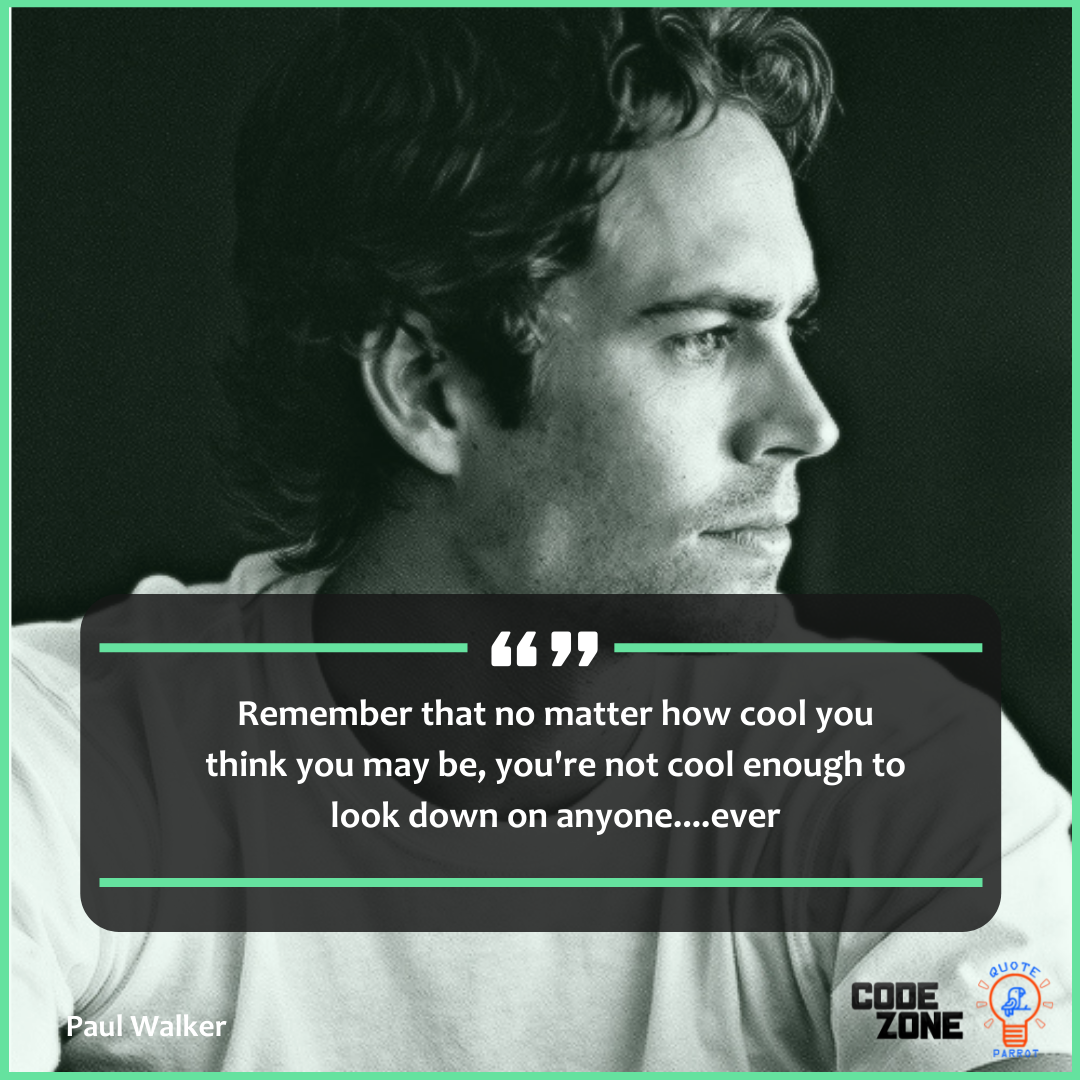 ❝❞
Remember that no matter how cool you
think you may be, you're not cool enough to
look down on anyone....ever
Paul Walker
CODE
ZONE
QUOTE
PARROT